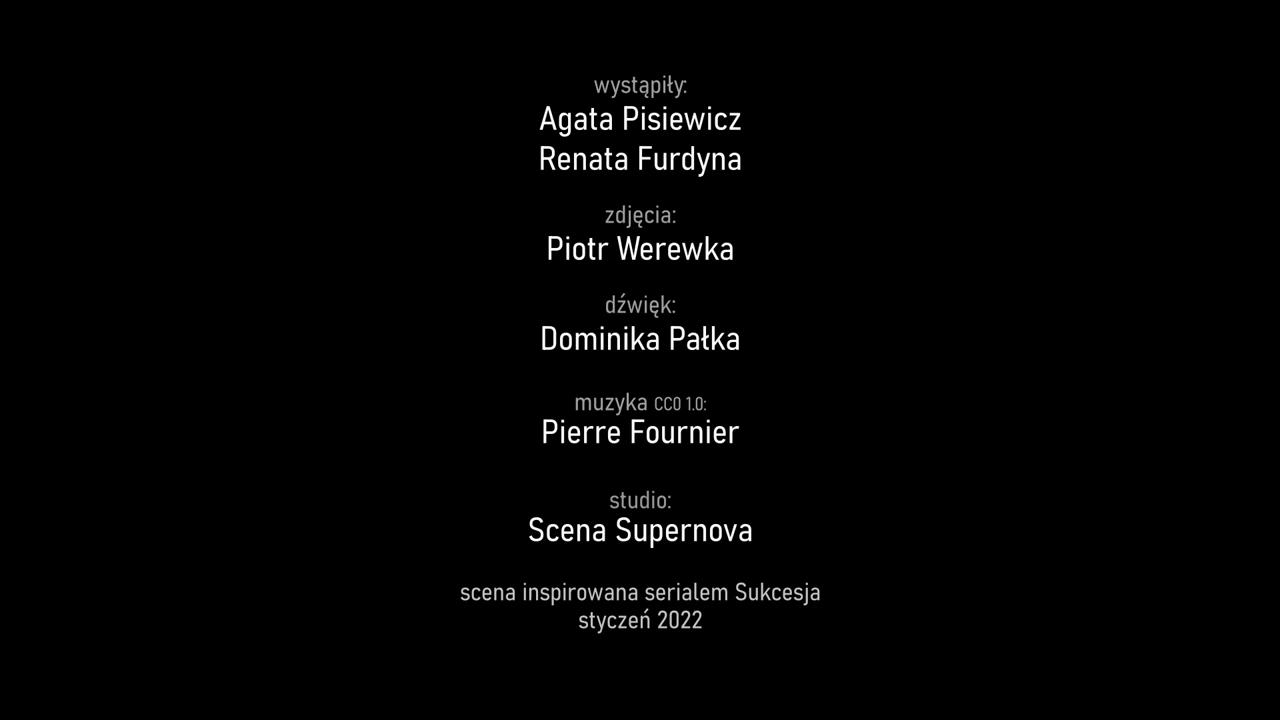 wystąpiły:
Agata Pisiewicz
Renata Furdyna
zdjęcia:
Piotr Werewka
dźwięk:
Dominika Pałka
muzyka CC0 1.0:
Pierre Fournier
studio:
Scena Supernova
scena inspirowana serialem Sukcesja
styczeń 2022